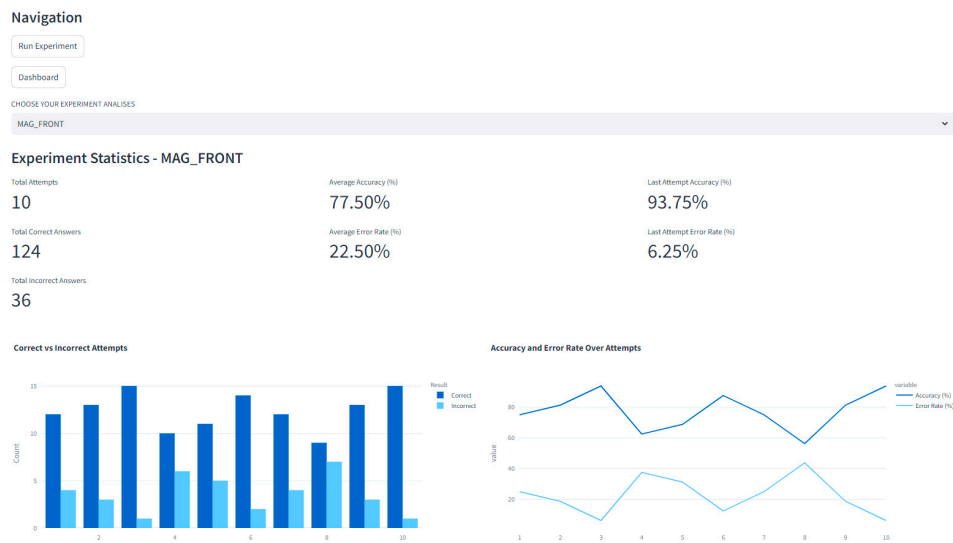 Navigation
Run Experiment
Dashboard
CHOOSE YOUR EXPERIMENT ANALISES
MAG_FRONT
Experiment Statistics - MAG_FRONT
Total Attempts
10
Average Accuracy (%)
77.50%
Last Attempt Accuracy (%)
93.75%
Total Correct Answers
124
Average Error Rate (%)
22.50%
Last Attempt Error Rate (%)
6.25%
Total Incorrect Answers
36
Correct vs Incorrect Attempts
15
10
5
0
Count
2
4
6
8
10
Result
Correct
Incorrect
Accuracy and Error Rate Over Attempts
80
60
40
20
value
1
2
3
4
5
6
7
8
9
10
variable
Accuracy (%)
Error Rate (%)